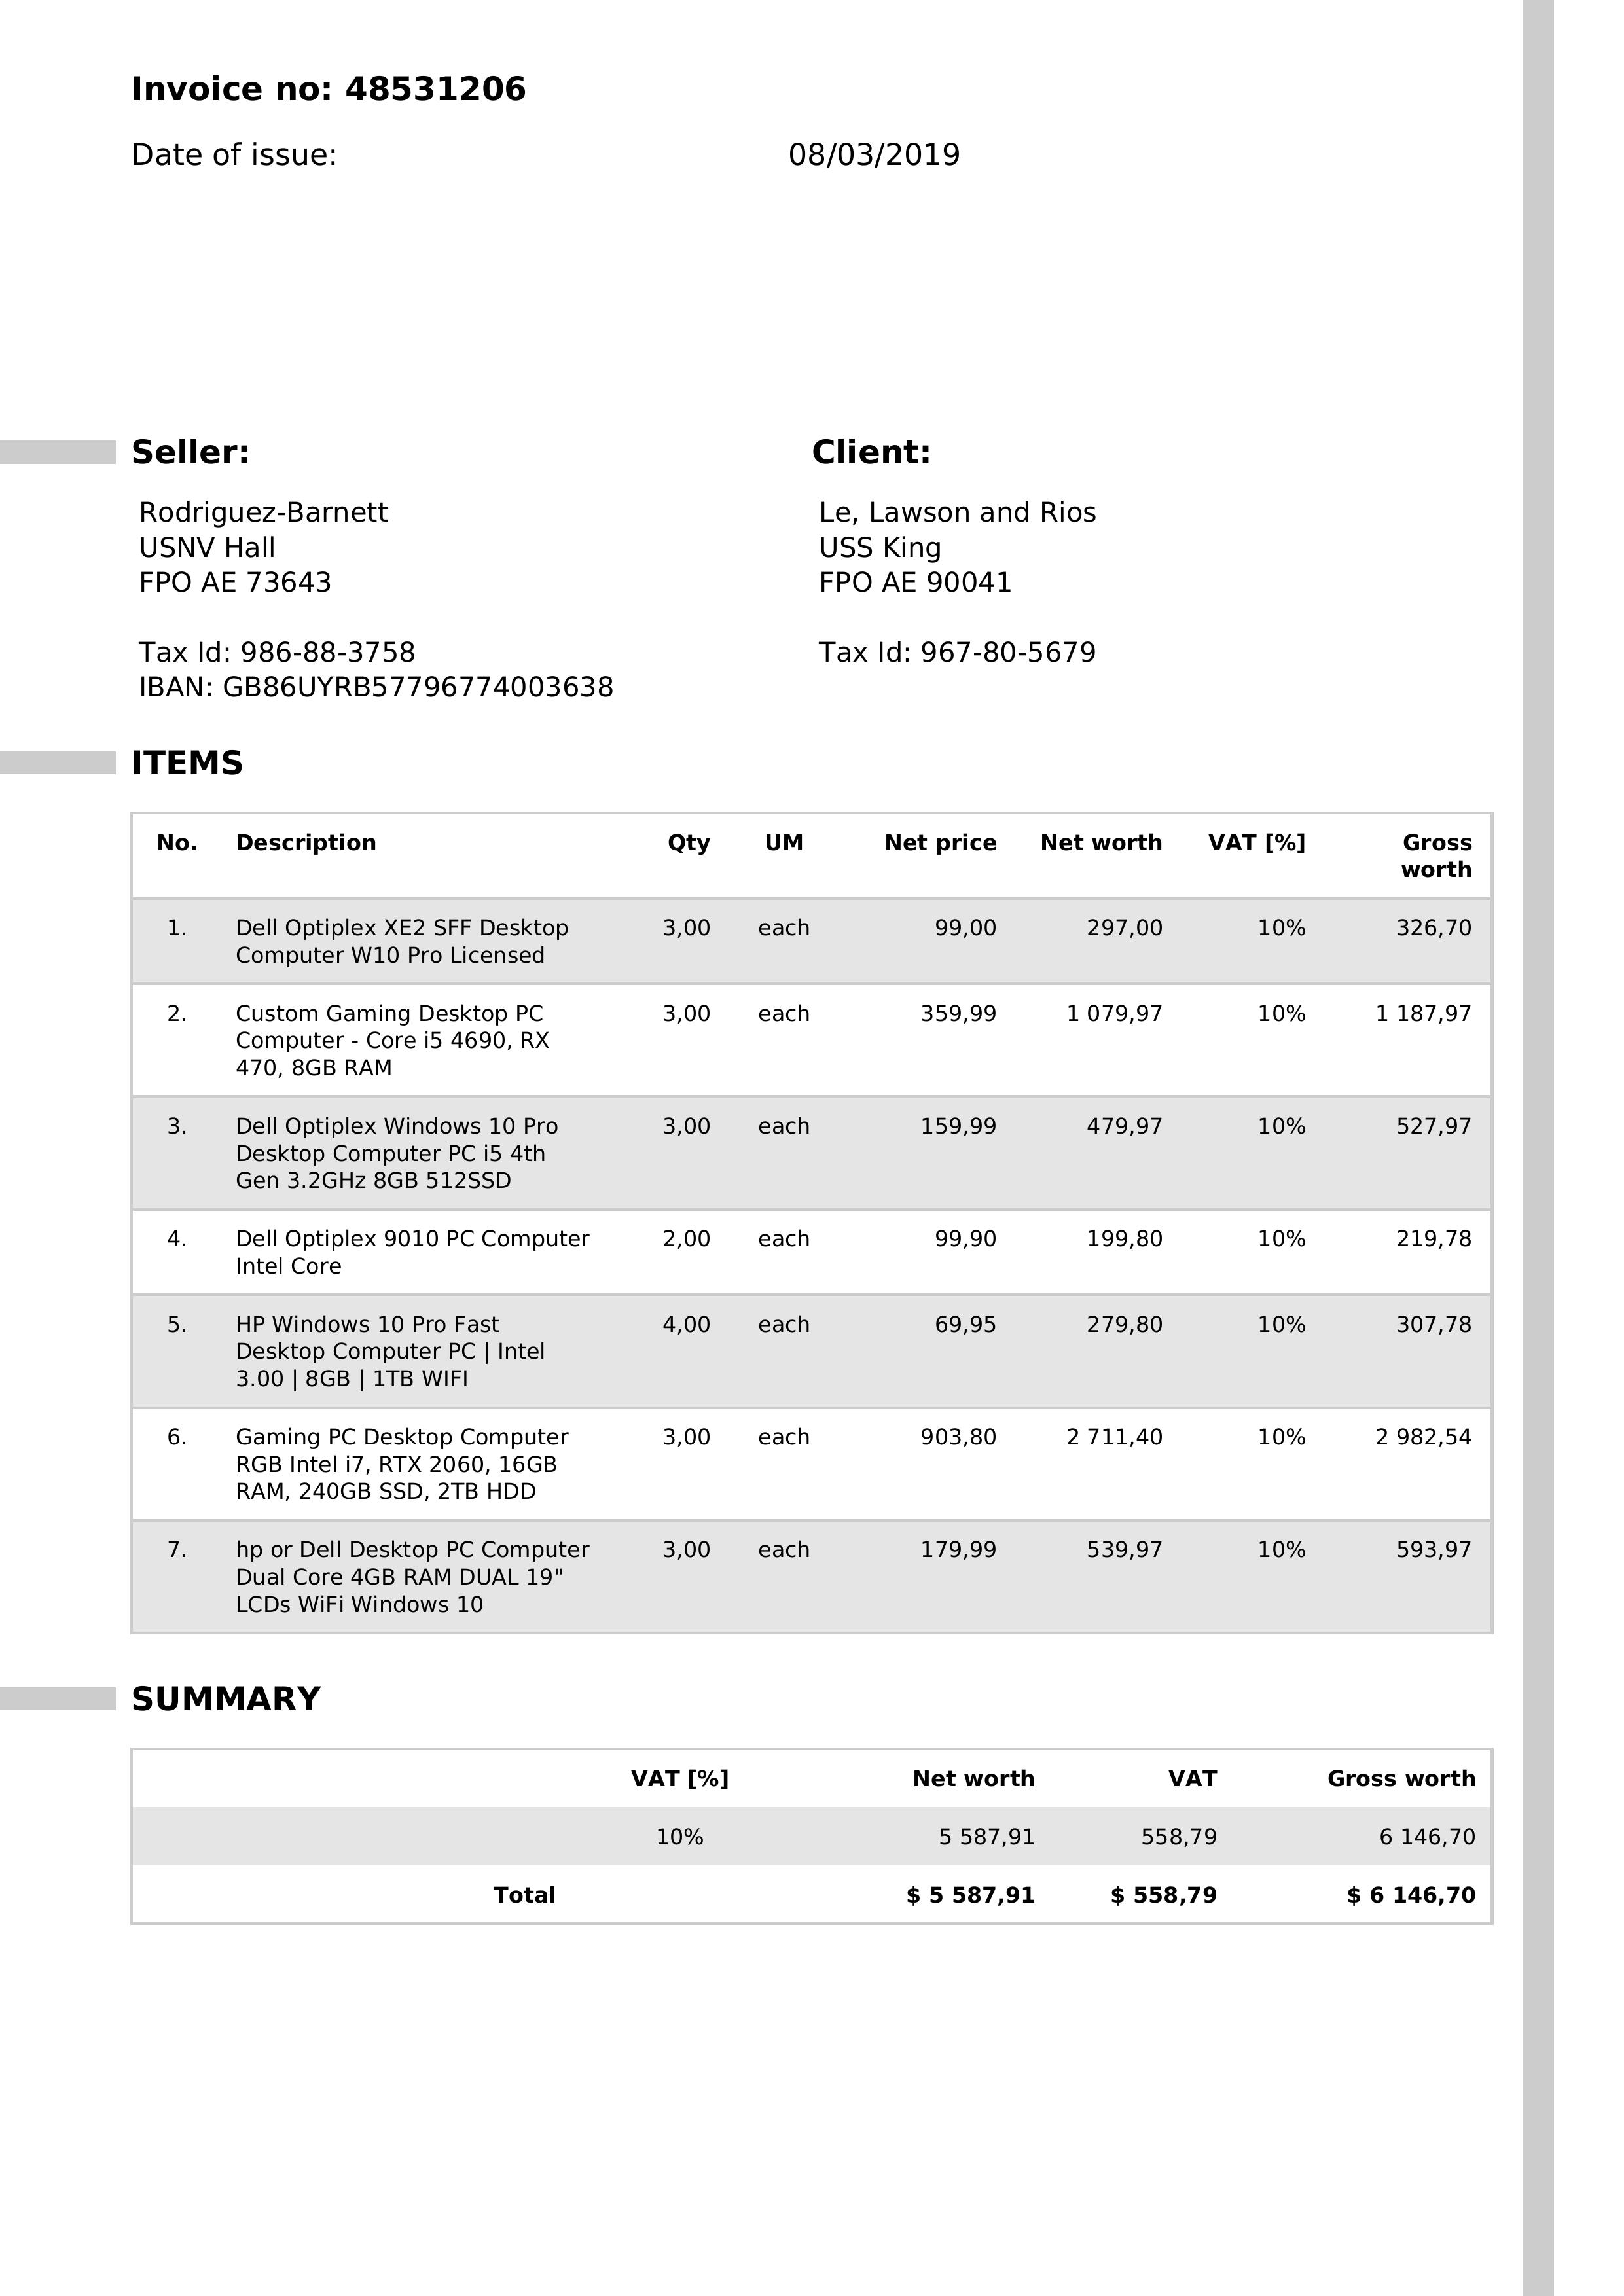 Invoice no: 48531206
Date of issue: 08/03/2019
Seller:
Rodriguez-Barnett
USNV Hall
FPO AE 73643
Tax Id: 986-88-3758
IBAN: GB86UYRB57796774003638
Client:
Le, Lawson and Rios
USS King
FPO AE 90041
Tax Id: 967-80-5679
ITEMS
No. Description Qty UM Net price Net worth VAT [%] Gross
worth
1. Dell Optiplex XE2 SFF Desktop 3,00 each 99,00 297,00 10% 326,70
Computer W10 Pro Licensed
2. Custom Gaming Desktop PC 3,00 each 359,99 1 079,97 10% 1 187,97
Computer - Core i5 4690, RX
470, 8GB RAM
3. Dell Optiplex Windows 10 Pro 3,00 each 159,99 479,97 10% 527,97
Desktop Computer PC i5 4th
Gen 3.2GHz 8GB 512SSD
4. Dell Optiplex 9010 PC Computer 2,00 each 99,90 199,80 10% 219,78
Intel Core
5. HP Windows 10 Pro Fast 4,00 each 69,95 279,80 10% 307,78
Desktop Computer PC | Intel
3.00 | 8GB | 1TB WIFI
6. Gaming PC Desktop Computer 3,00 each 903,80 2 711,40 10% 2 982,54
RGB Intel i7, RTX 2060, 16GB
RAM, 240GB SSD, 2TB HDD
7. hp or Dell Desktop PC Computer 3,00 each 179,99 539,97 10% 593,97
Dual Core 4GB RAM DUAL 19"
LCDs WiFi Windows 10
SUMMARY
VAT [%] Net worth VAT Gross worth
10% 5 587,91 558,79 6 146,70
Total $ 5 587,91 $ 558,79 $ 6 146,70